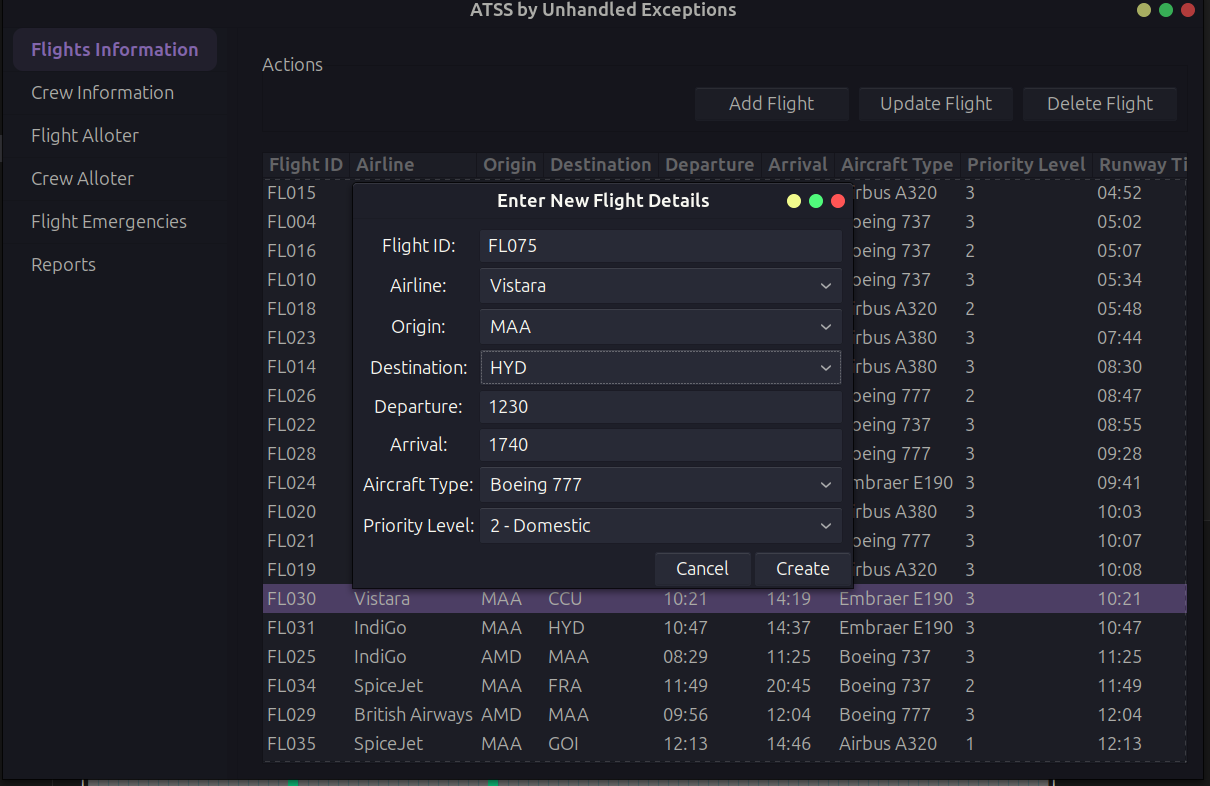 ATSS by Unhandled Exceptions
Flights Information
Crew Information
Flight Alloter
Crew Alloter
Flight Emergencies
Reports
Actions
Add Flight Update Flight Delete Flight
Flight ID Airline Origin Destination Departure Arrival Aircraft Type Priority Level Runway Ti
FL015 rbus A320 3 04:52
FL004 oeing 737 3 05:02
FL016 oeing 737 2 05:07
FL010 oeing 737 3 05:34
FL018 rbus A320 2 05:48
FL023 rbus A380 3 07:44
FL014 rbus A380 3 08:30
FL026 oeing 777 2 08:47
FL022 oeing 737 3 08:55
FL028 oeing 777 3 09:28
FL024 mbraer E190 3 09:41
FL020 rbus A380 3 10:03
FL021 oeing 777 3 10:07
FL019 rbus A320 3 10:08
FL030 Vistara MAA CCU 10:21 14:19 Embraer E190 3 10:21
FL031 IndiGo MAA HYD 10:47 14:37 Embraer E190 3 10:47
FL025 IndiGo AMD MAA 08:29 11:25 Boeing 737 3 11:25
FL034 SpiceJet MAA FRA 11:49 20:45 Boeing 737 2 11:49
FL029 British Airways AMD MAA 09:56 12:04 Boeing 777 3 12:04
FL035 SpiceJet MAA GOI 12:13 14:46 Airbus A320 1 12:13
Enter New Flight Details
Flight ID: FL075
Airline: Vistara
Origin: MAA
Destination: HYD
Departure: 1230
Arrival: 1740
Aircraft Type: Boeing 777
Priority Level: 2 - Domestic
Cancel Create